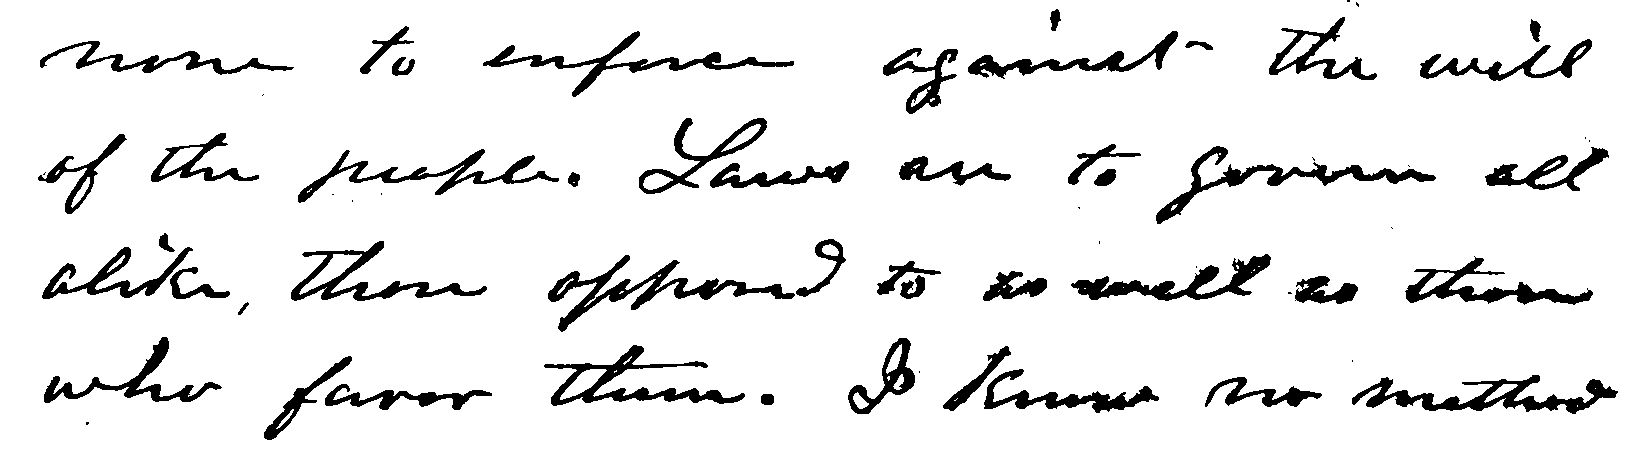 none to enforce against the will
of the people. Laws are to govern all
alike, those opposed to as well as those
who favor them. I know no method